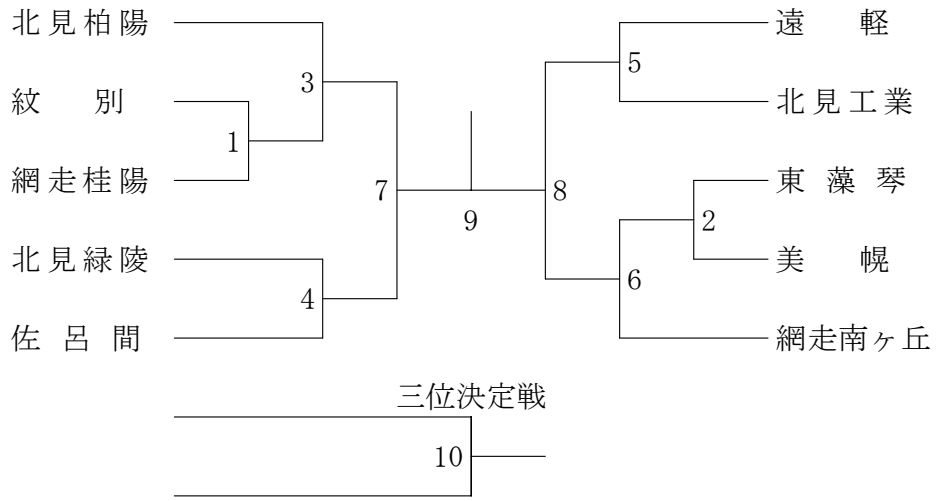 北見柏陽
紋別
網走桂陽
北見緑陵
佐呂間
1
3
4
7
9
8
5
6
2
遠軽
北見工業
東藻琴
美幌
網走南ヶ丘
三位決定戦
10